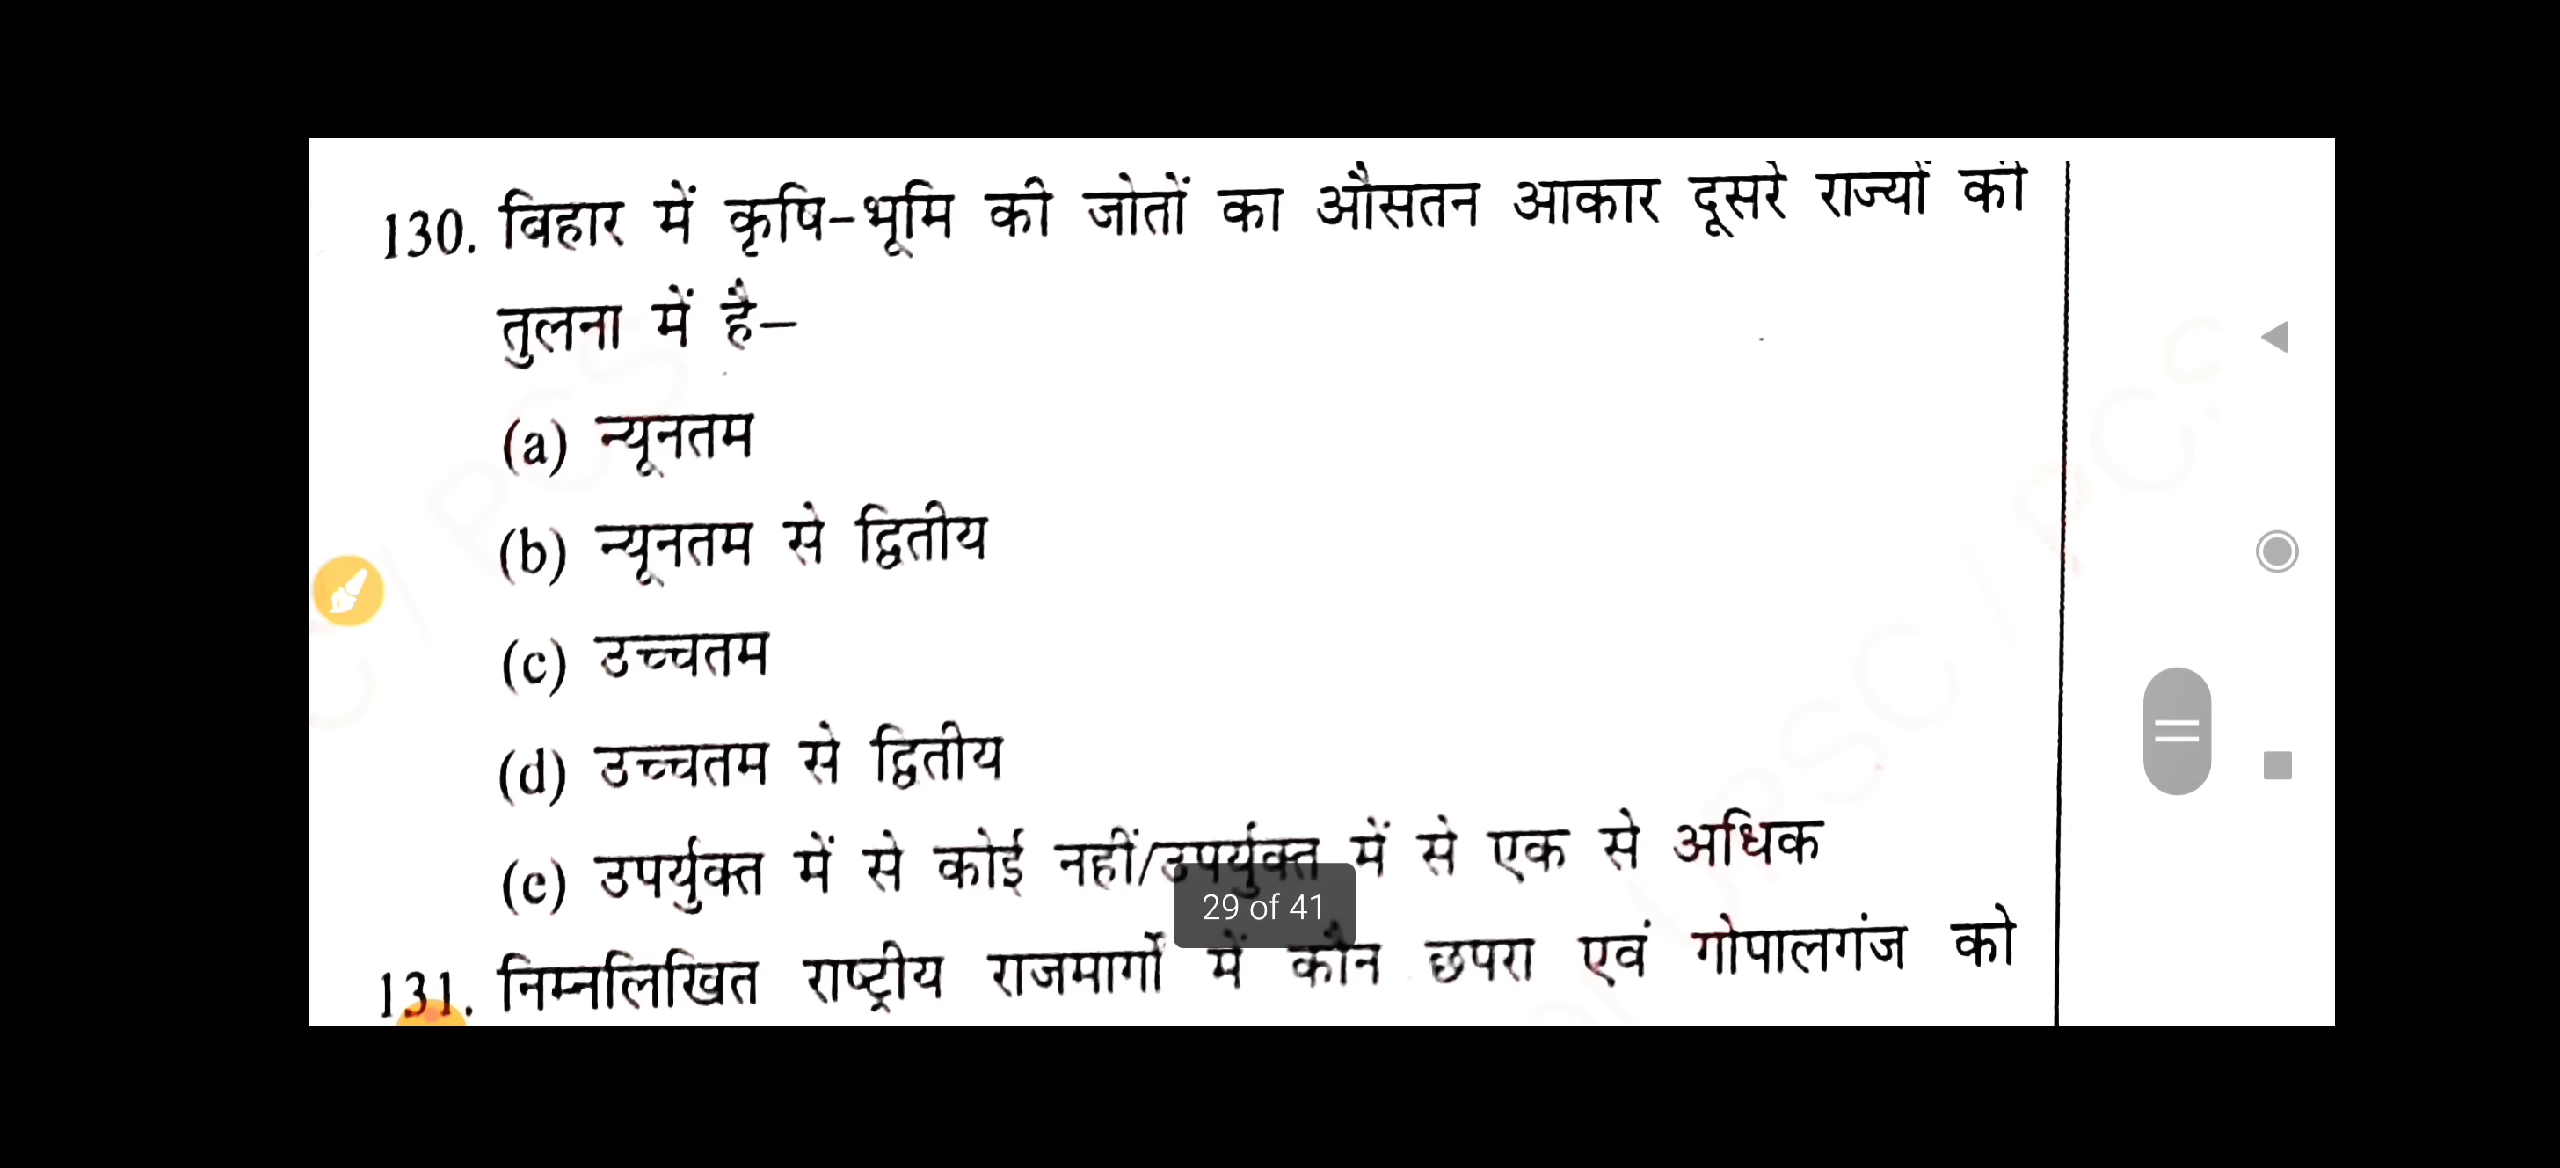 130. बिहार में कृषि-भूमि की जोतों का औसतन आकार दूसरे राज्यों की
तुलना में है–
(a) न्यूनतम
(b) न्यूनतम से द्वितीय
(c) उच्चतम
(d) उच्चतम से द्वितीय
(e) उपर्युक्त में से कोई नहीं/उपर्युक्त में से एक से अधिक
29 of 41
131. निम्नलिखित राष्ट्रीय राजमार्गों में कौन छपरा एवं गोपालगंज को